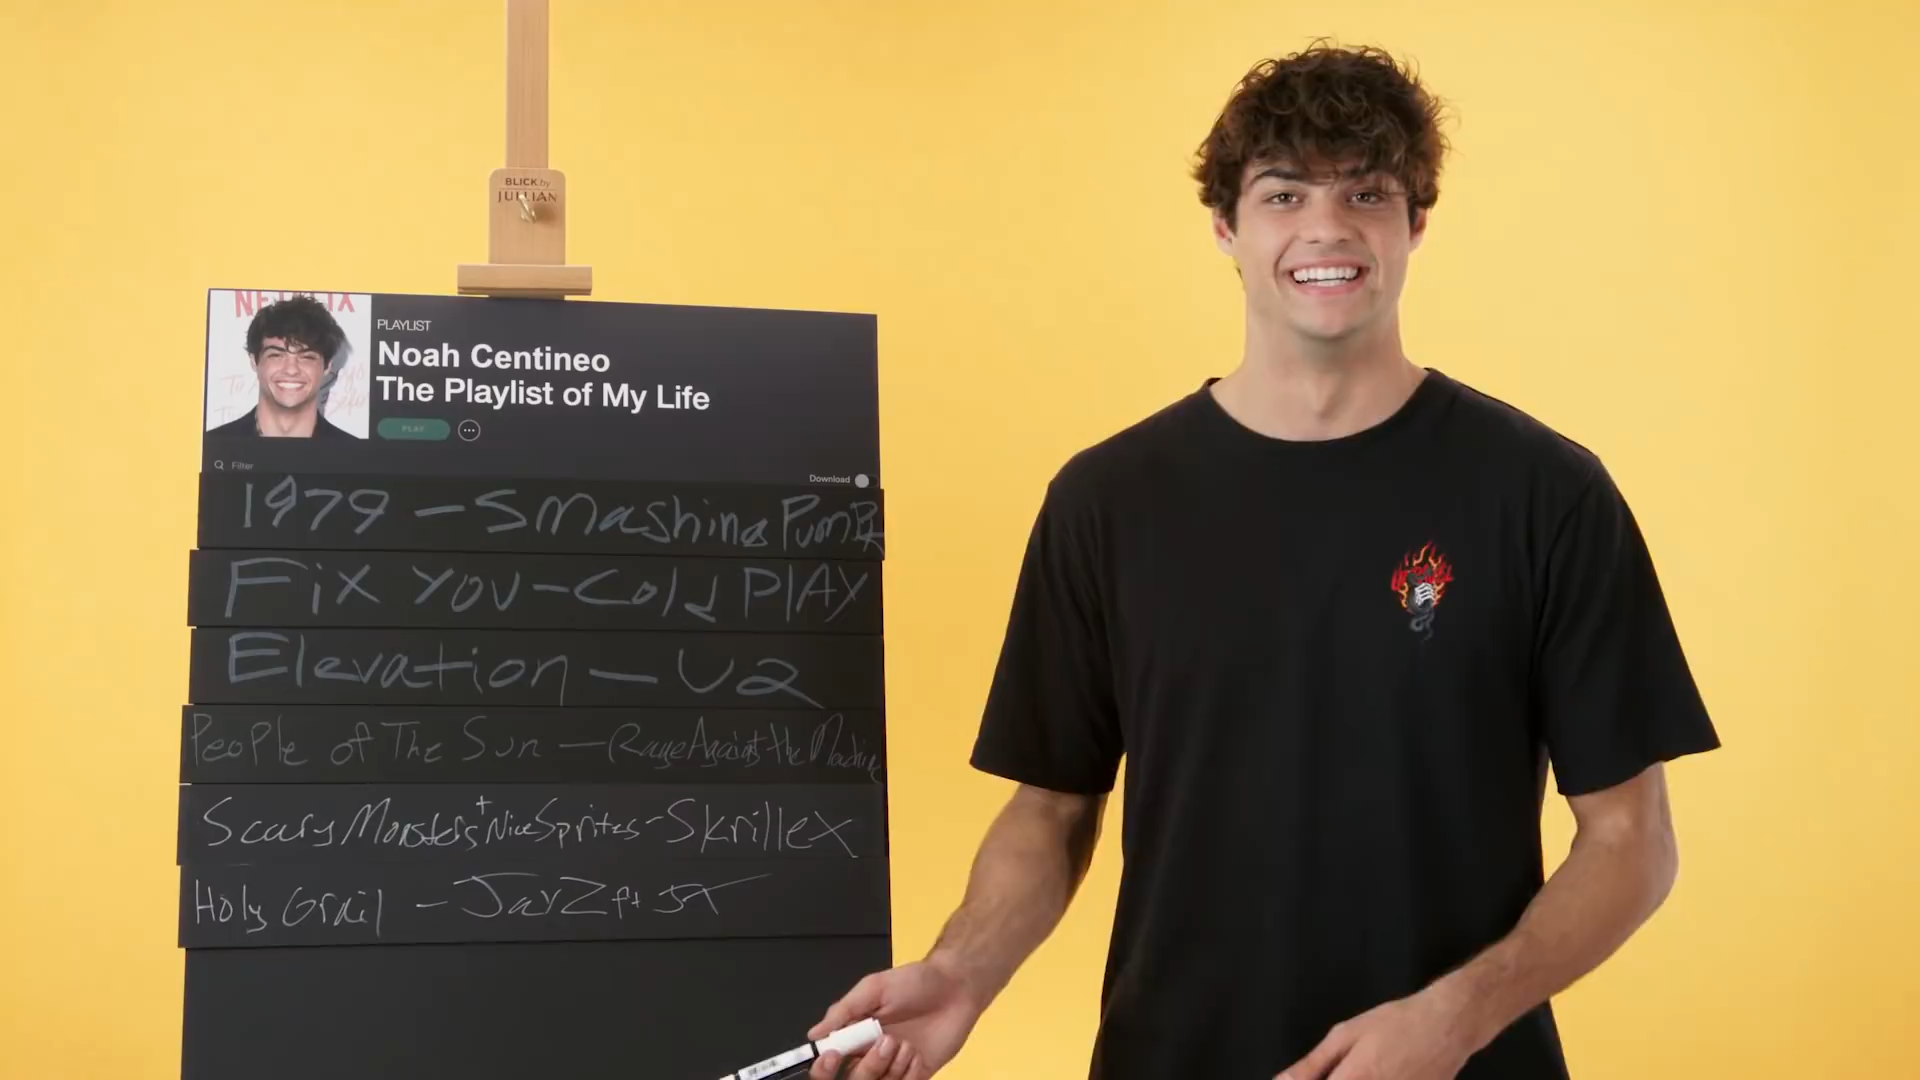 BLICK by
JULLIAN
NETFLIX
PLAYLIST
Noah Centineo
The Playlist of My Life
PLAY
Filter
Download
1979 - Smashing Pump
Fix You - Cold PLAY
Elevation - U2
People of The Sun - Rage Against the Machine
Scary Monsters + Nice Sprites - Skrillex
Holy Grail - Jay Z ft JT